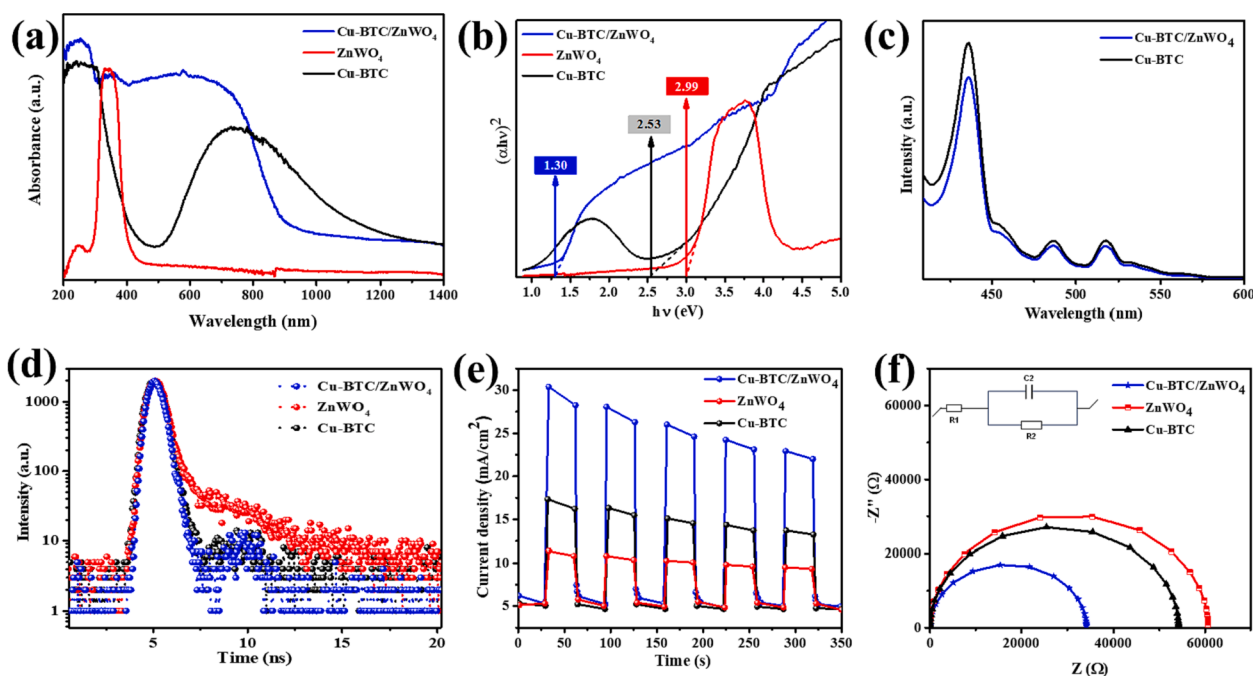 (a)
Cu-BTC/ZnWO₄
ZnWO₄
Cu-BTC
Absorbance (a.u.)
200 400 600 800 1000 1200 1400
Wavelength (nm)
(b)
Cu-BTC/ZnWO₄
ZnWO₄
Cu-BTC
2.99
2.53
1.30
(αhν)²
1.0 1.5 2.0 2.5 3.0 3.5 4.0 4.5 5.0
hν (eV)
(c)
Cu-BTC/ZnWO₄
Cu-BTC
Intensity (a.u.)
450 500 550 600
Wavelength (nm)
(d)
Cu-BTC/ZnWO₄
ZnWO₄
Cu-BTC
Intensity (a.u.)
1000
100
10
1
5 10 15 20
Time (ns)
(e)
Cu-BTC/ZnWO₄
ZnWO₄
Cu-BTC
Current density (mA/cm²)
30
25
20
15
10
5
0 50 100 150 200 250 300 350
Time (s)
(f)
Cu-BTC/ZnWO₄
ZnWO₄
Cu-BTC
C2
R1
R2
-Z" (Ω)
60000
40000
20000
0
0 20000 40000 60000
Z (Ω)